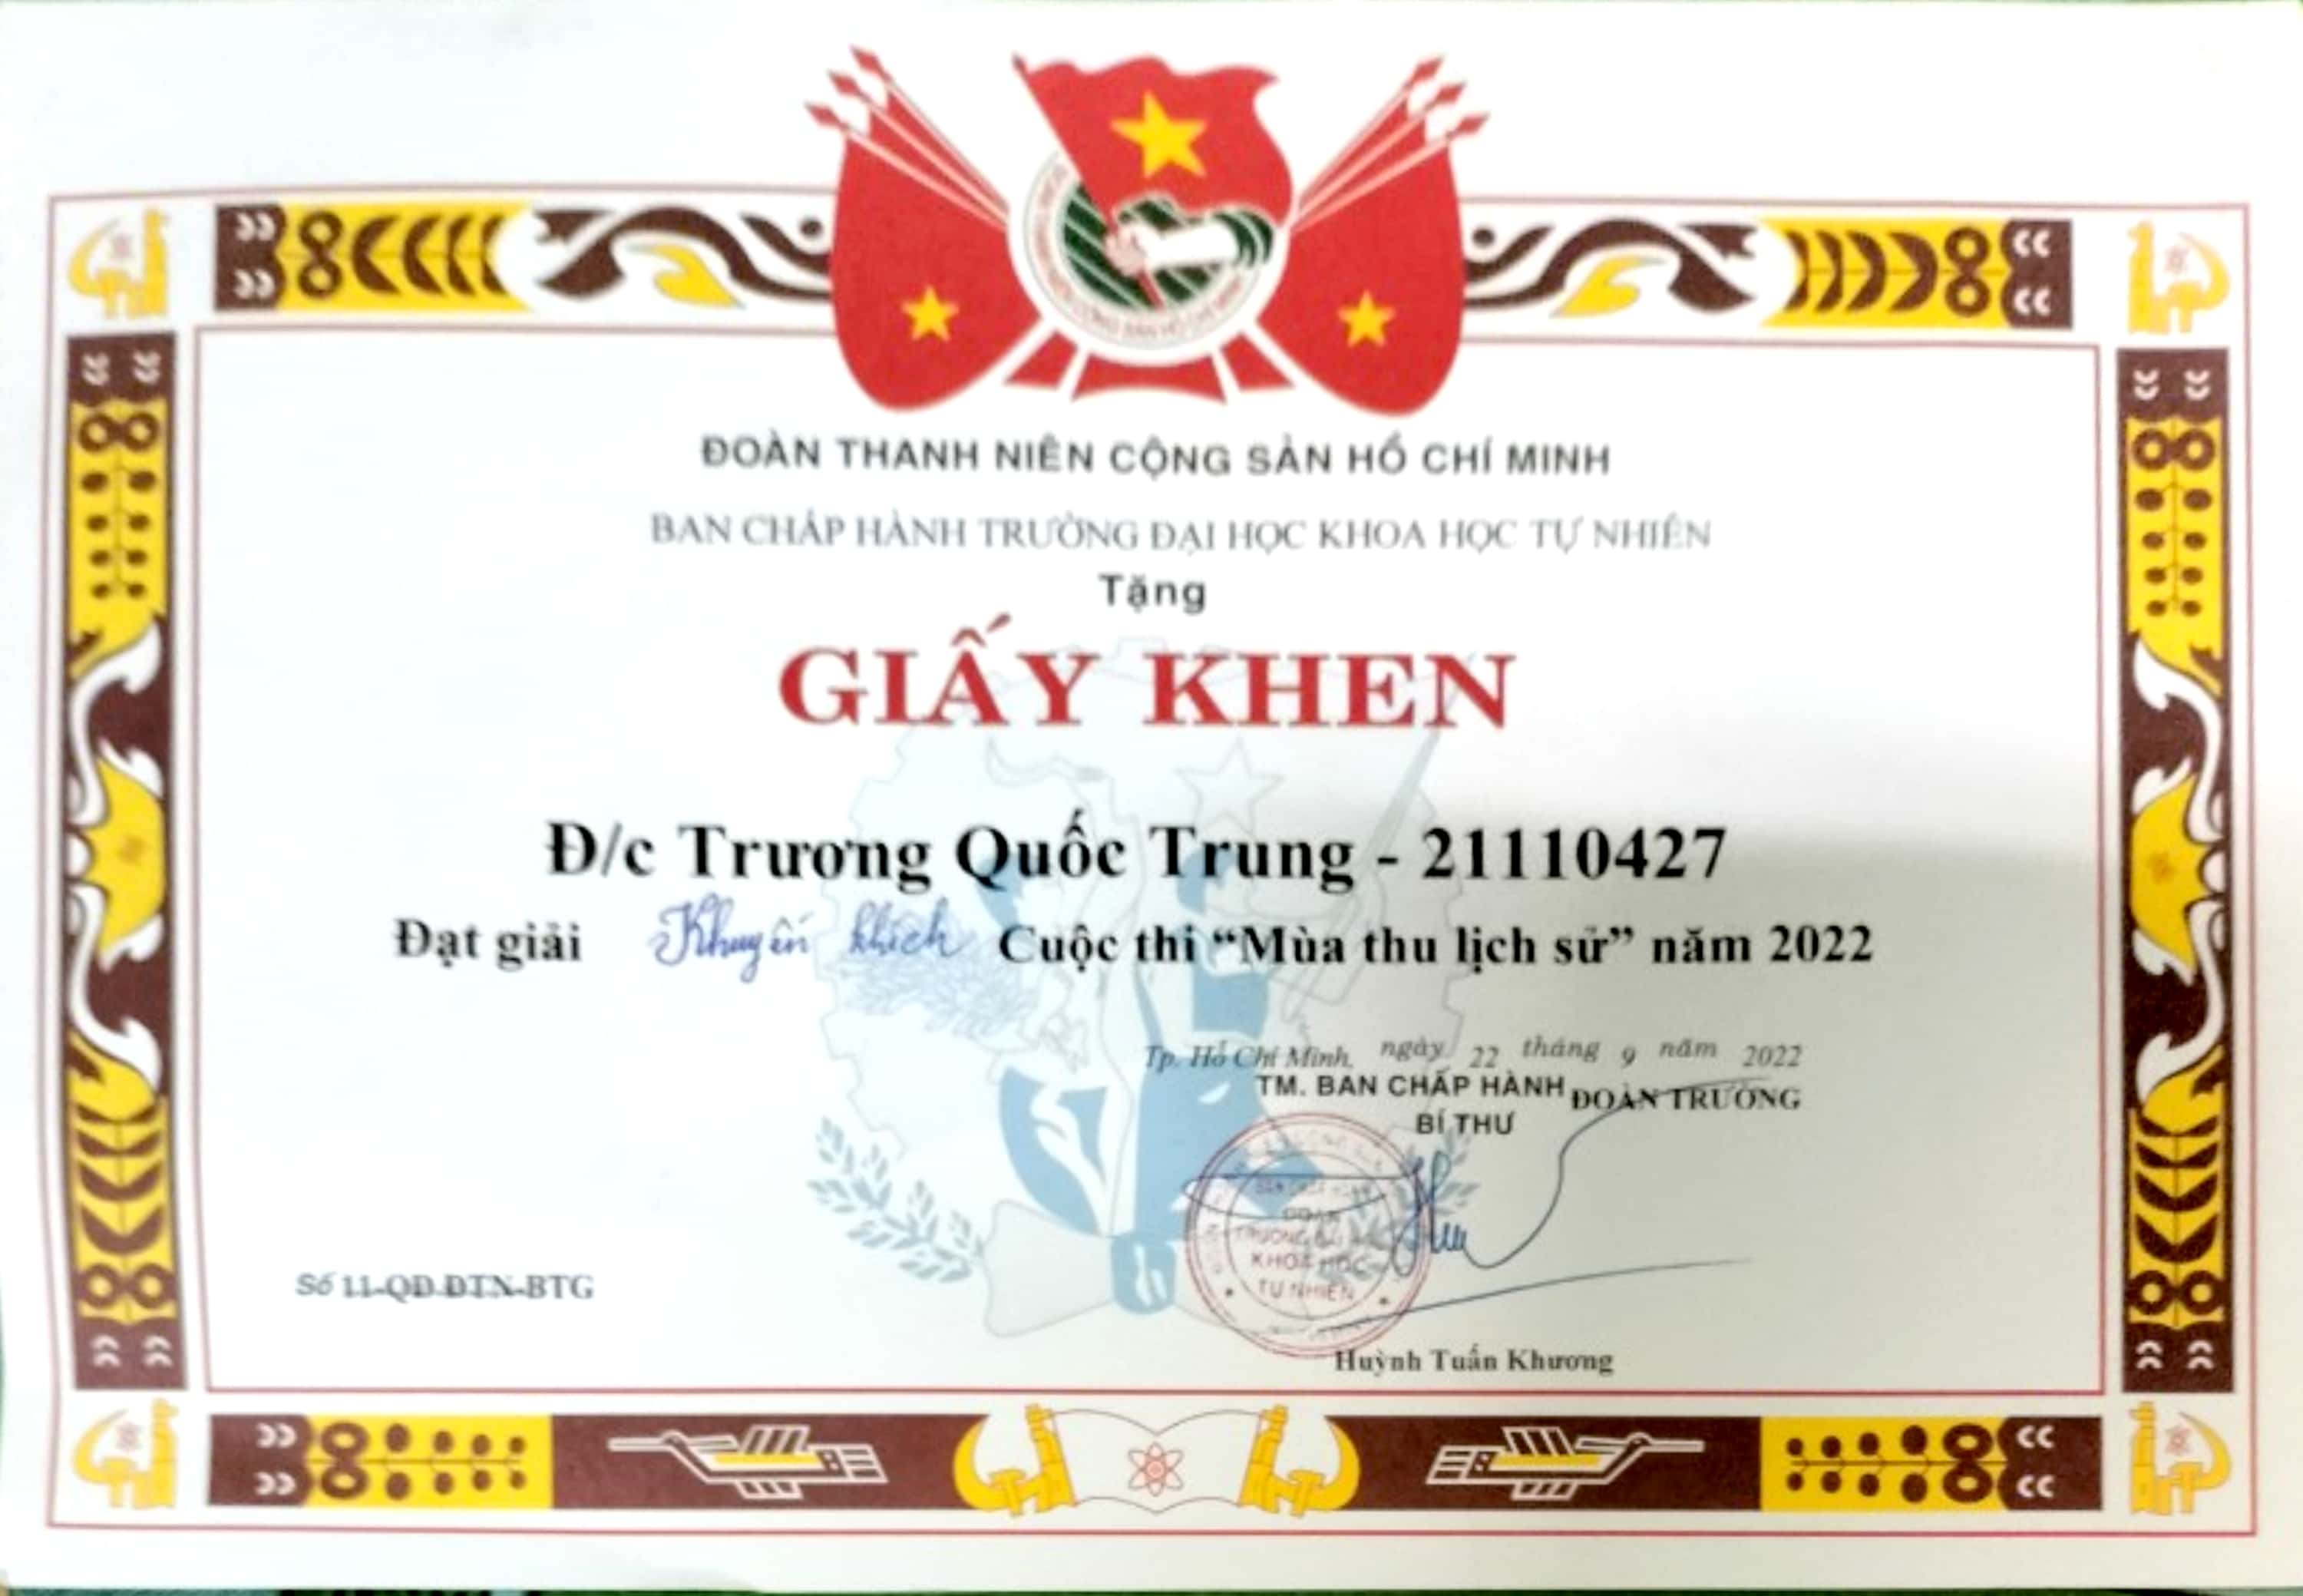 ĐOÀN THANH NIÊN CỘNG SẢN HỒ CHÍ MINH
BAN CHẤP HÀNH TRƯỜNG ĐẠI HỌC KHOA HỌC TỰ NHIÊN
Tặng
GIẤY KHEN
Đ/c Trương Quốc Trung - 21110427
Đạt giải Khuyến khích Cuộc thi “Mùa thu lịch sử” năm 2022
Tp. Hồ Chí Minh, ngày 22 tháng 9 năm 2022
TM. BAN CHẤP HÀNH ĐOÀN TRƯỜNG
BÍ THƯ
BAN CHẤP HÀNH
ĐOÀN
TRƯỜNG ĐẠI HỌC
KHOA HỌC
TỰ NHIÊN
Số 11-QĐ.ĐTN-BTG
Huỳnh Tuấn Khương